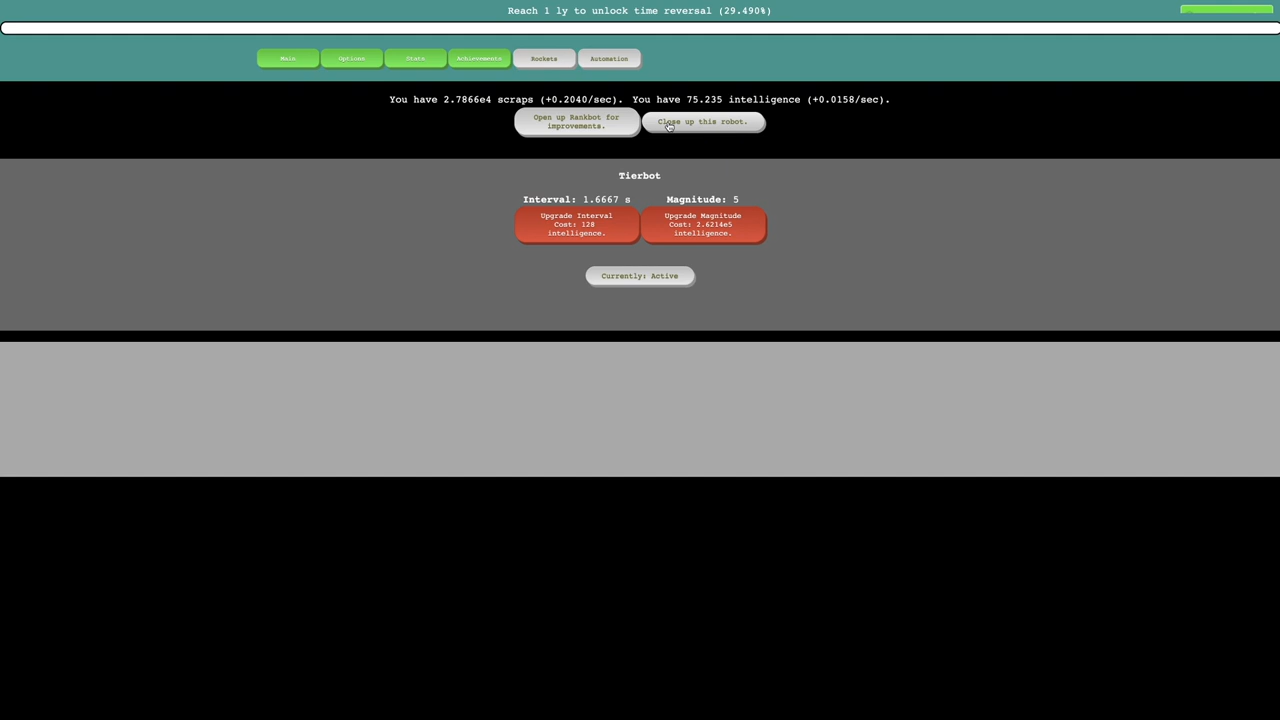 Reach 1 ly to unlock time reversal (29.490%)
Main
Options
Stats
Achievements
Rockets
Automation
You have 2.7866e4 scraps (+0.2040/sec). You have 75.235 intelligence (+0.0158/sec).
Open up Rankbot for
improvements.
Close up this robot.
Tierbot
Interval: 1.6667 s
Magnitude: 5
Upgrade Interval
Cost: 128
intelligence.
Upgrade Magnitude
Cost: 2.6214e5
intelligence.
Currently: Active